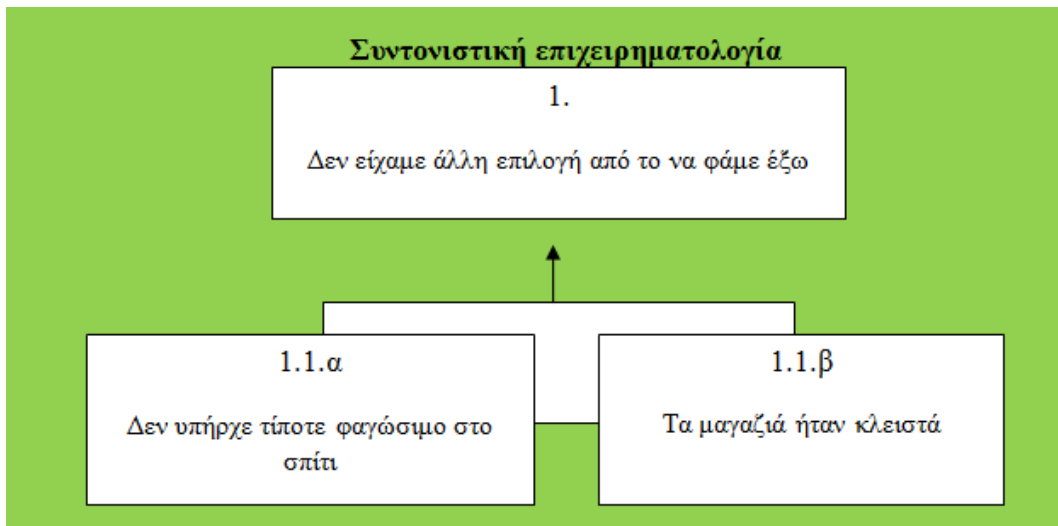 Συντονιστική επιχειρηματολογία
1.
Δεν είχαμε άλλη επιλογή από το να φάμε έξω
1.1.α
Δεν υπήρχε τίποτε φαγώσιμο στο
σπίτι
1.1.β
Τα μαγαζιά ήταν κλειστά